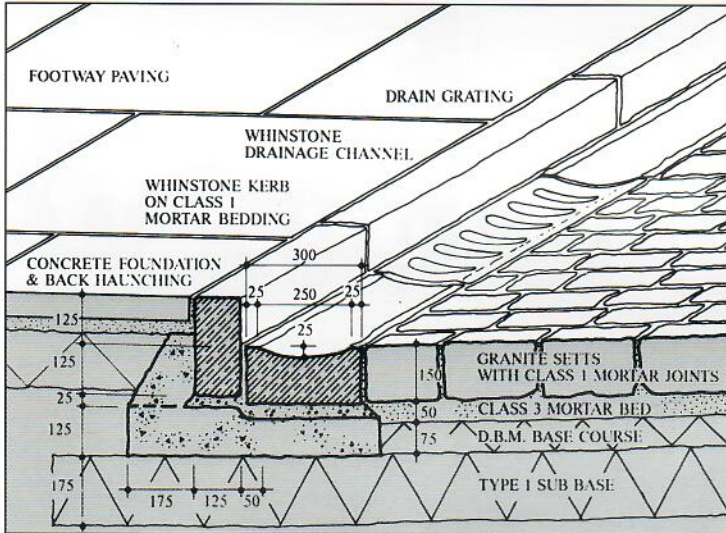 FOOTWAY PAVING
DRAIN GRATING
WHINSTONE
DRAINAGE CHANNEL
WHINSTONE KERB
ON CLASS 1
MORTAR BEDDING
CONCRETE FOUNDATION
& BACK HAUNCHING
300
25 250 25
25
125
125
25
125
175
175 125 50
150
50
75
GRANITE SETTS
WITH CLASS 1 MORTAR JOINTS
CLASS 3 MORTAR BED
D.B.M. BASE COURSE
TYPE 1 SUB BASE